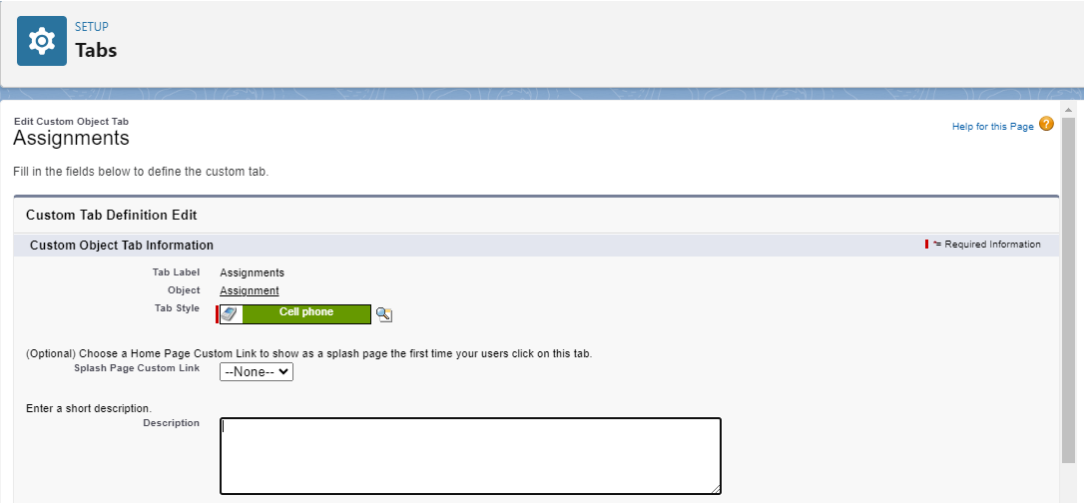 SETUP
Tabs
Edit Custom Object Tab
Assignments
Help for this Page ?
Fill in the fields below to define the custom tab.
Custom Tab Definition Edit
Custom Object Tab Information
*= Required Information
Tab Label Assignments
Object Assignment
Tab Style Cell phone
(Optional) Choose a Home Page Custom Link to show as a splash page the first time your users click on this tab.
Splash Page Custom Link --None--
Enter a short description.
Description